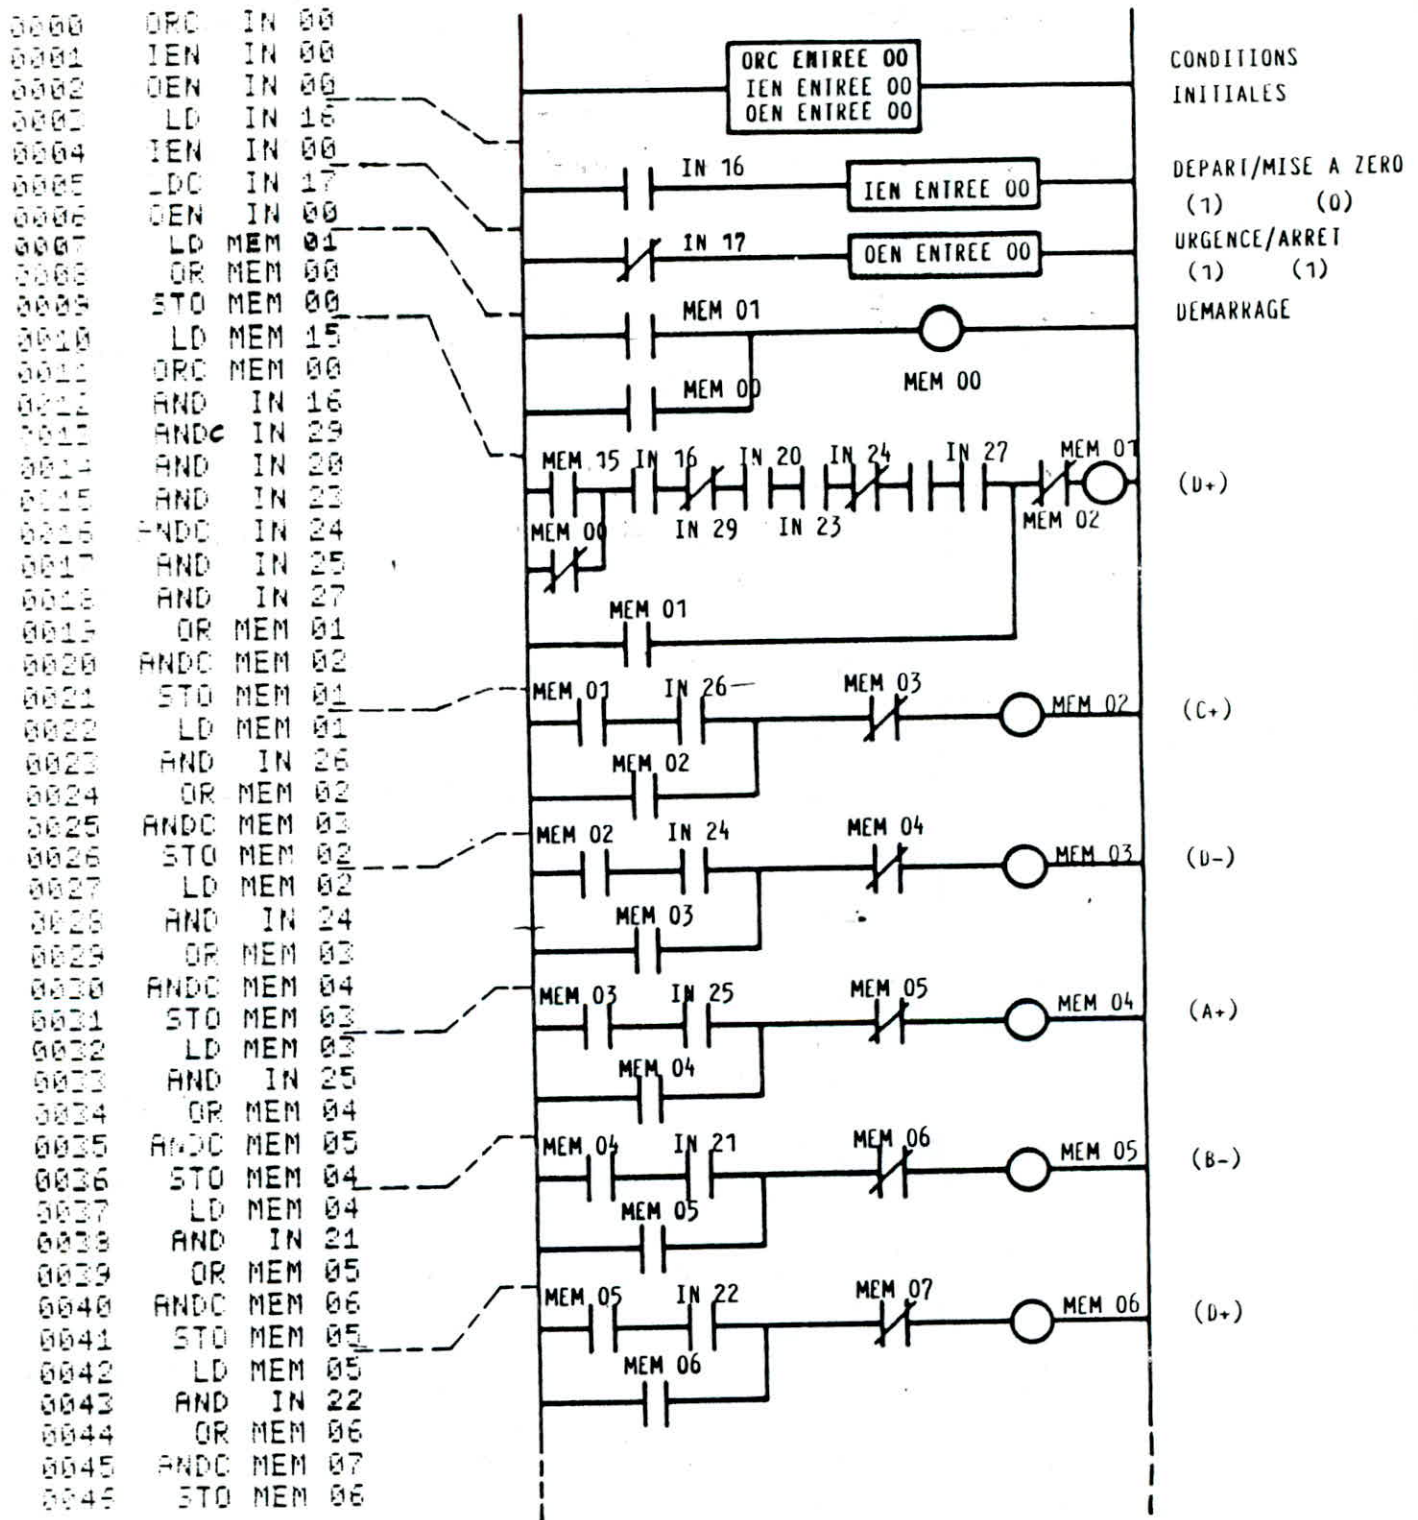 0000 ORC IN 00
0001 IEN IN 00
0002 OEN IN 00
0003 LD IN 16
0004 IEN IN 00
0005 LDC IN 17
0006 OEN IN 00
0007 LD MEM 01
0008 OR MEM 00
0009 STO MEM 00
0010 LD MEM 15
0011 ORC MEM 00
0012 AND IN 16
0013 ANDC IN 29
0014 AND IN 20
0015 AND IN 23
0016 ANDC IN 24
0017 AND IN 25
0018 AND IN 27
0019 OR MEM 01
0020 ANDC MEM 02
0021 STO MEM 01
0022 LD MEM 01
0023 AND IN 26
0024 OR MEM 02
0025 ANDC MEM 03
0026 STO MEM 02
0027 LD MEM 02
0028 AND IN 24
0029 OR MEM 03
0030 ANDC MEM 04
0031 STO MEM 03
0032 LD MEM 03
0033 AND IN 25
0034 OR MEM 04
0035 ANDC MEM 05
0036 STO MEM 04
0037 LD MEM 04
0038 AND IN 21
0039 OR MEM 05
0040 ANDC MEM 06
0041 STO MEM 05
0042 LD MEM 05
0043 AND IN 22
0044 OR MEM 06
0045 ANDC MEM 07
0046 STO MEM 06
ORC ENTREE 00
IEN ENTREE 00
OEN ENTREE 00
CONDITIONS
INITIALES
IN 16
IEN ENTREE 00
DEPART/MISE A ZERO
(1) (0)
IN 17
OEN ENTREE 00
URGENCE/ARRET
(1) (1)
MEM 01
DEMARRAGE
MEM 00
MEM 00
MEM 15 IN 16 IN 20 IN 24 IN 27 MEM 01
(D+)
MEM 00 IN 29 IN 23 MEM 02
MEM 01
MEM 01 IN 26 MEM 03 MEM 02 (C+)
MEM 02
MEM 02 IN 24 MEM 04 MEM 03 (D-)
MEM 03
MEM 03 IN 25 MEM 05 MEM 04 (A+)
MEM 04
MEM 04 IN 21 MEM 06 MEM 05 (B-)
MEM 05
MEM 05 IN 22 MEM 07 MEM 06 (D+)
MEM 06